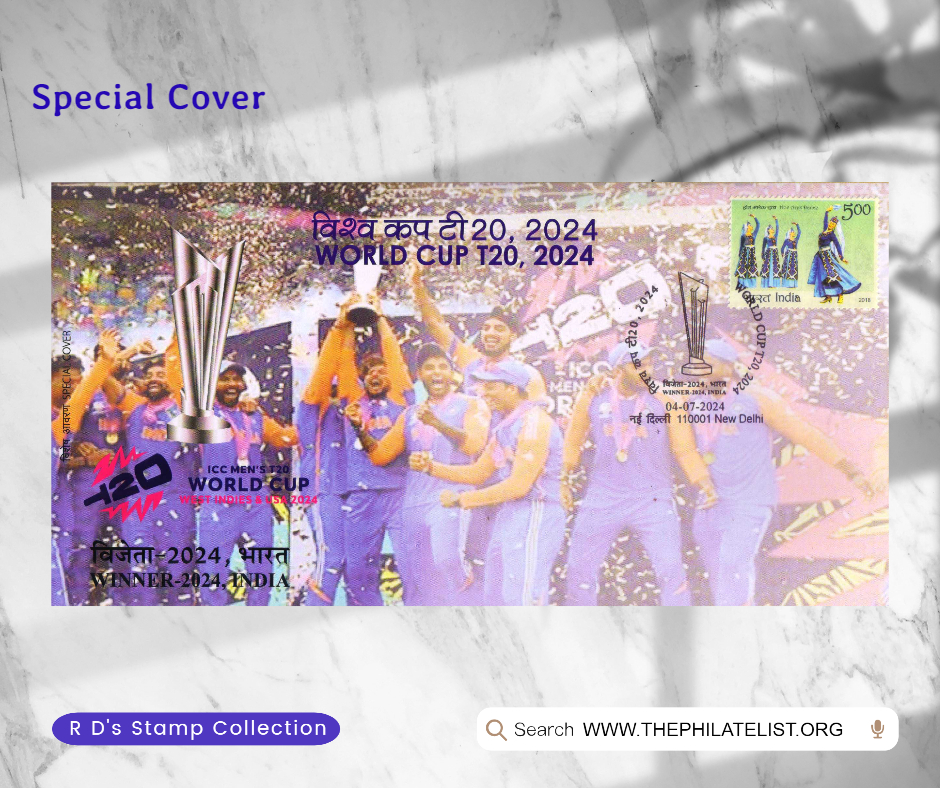 Special Cover
विश्व कप टी 20, 2024
WORLD CUP T20, 2024
500
भारत India
2018
विशेष आवरण SPECIAL COVER
विश्व कप टी20, 2024
WORLD CUP T20, 2024
विजेता-2024, भारत
WINNER-2024, INDIA
04-07-2024
नई दिल्ली 110001 New Delhi
T20
ICC MEN'S T20
WORLD CUP
WEST INDIES & USA 2024
विजेता-2024, भारत
WINNER-2024, INDIA
R D's Stamp Collection
Search WWW.THEPHILATELIST.ORG